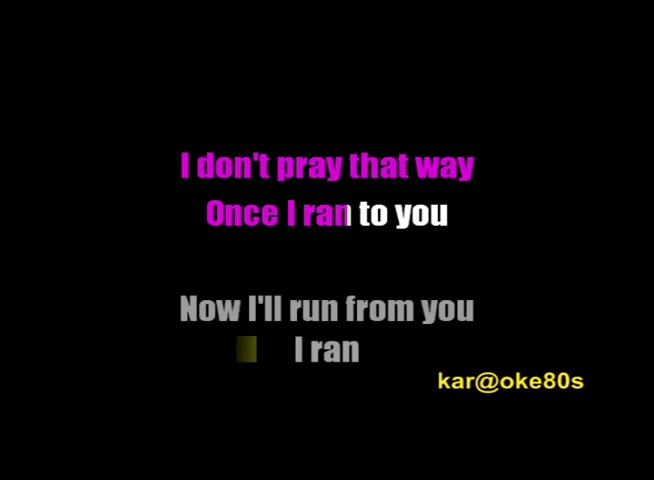 I don't pray that way
Once I ran to you
Now I'll run from you
I ran
kar@oke80s